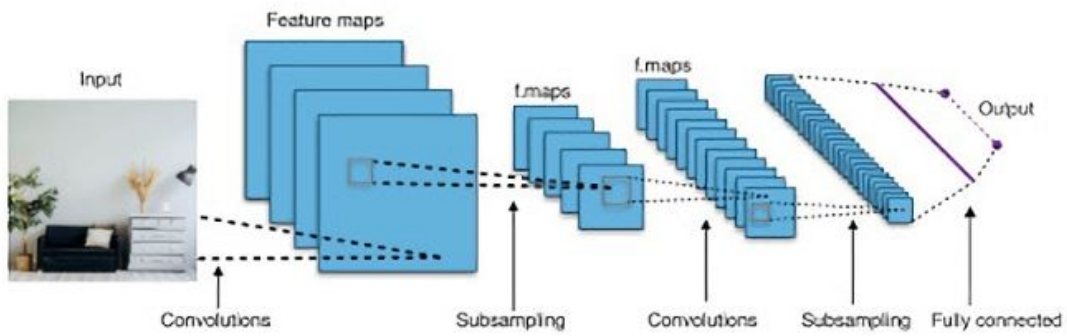 Feature maps
Input
f.maps
f.maps
Output
Convolutions
Subsampling
Convolutions
Subsampling
Fully connected